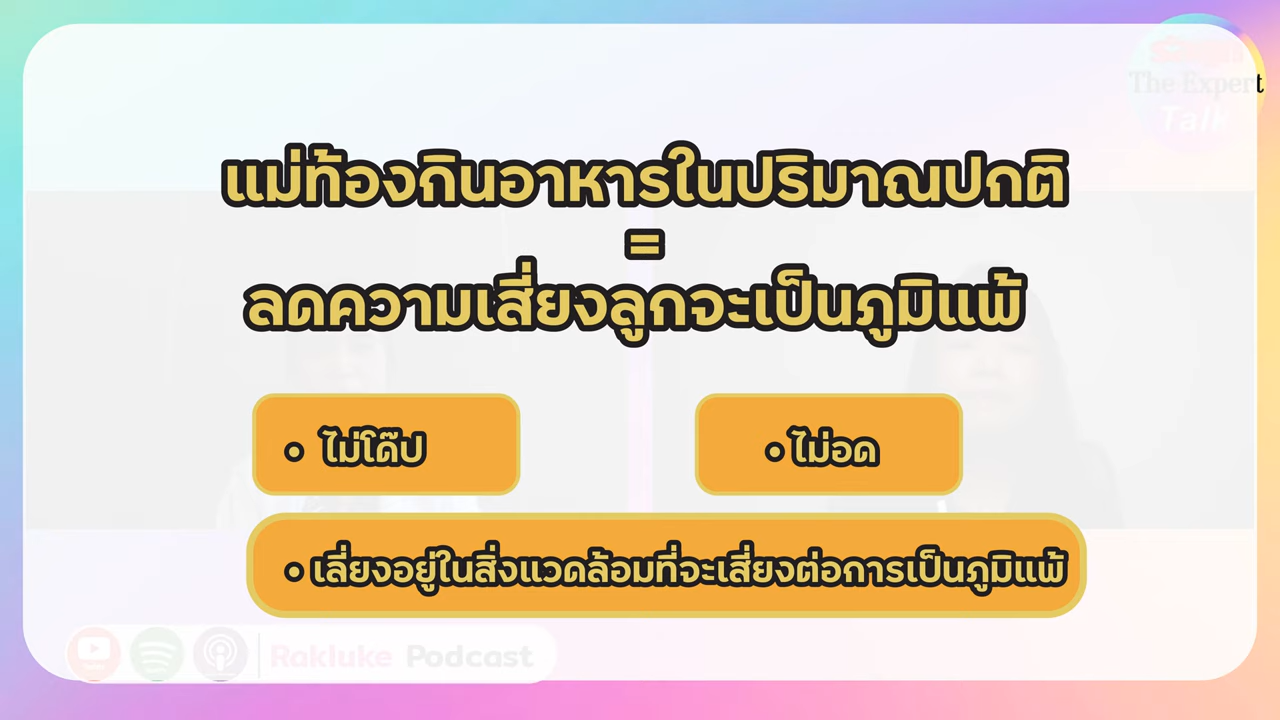 The Expert
Talk
แม่ท้องกินอาหารในปริมาณปกติ
=
ลดความเสี่ยงลูกจะเป็นภูมิแพ้
• ไม่โด๊ป
• ไม่อด
• เลี่ยงอยู่ในสิ่งแวดล้อมที่จะเสี่ยงต่อการเป็นภูมิแพ้
Rakluke Podcast